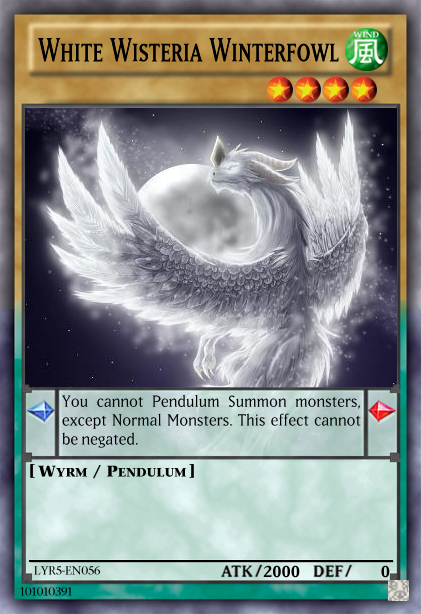 White Wisteria Winterfowl
WIND
風
You cannot Pendulum Summon monsters,
except Normal Monsters. This effect cannot
be negated.
[Wyrm / Pendulum]
LYR5-EN056 ATK/2000 DEF/ 0
101010391